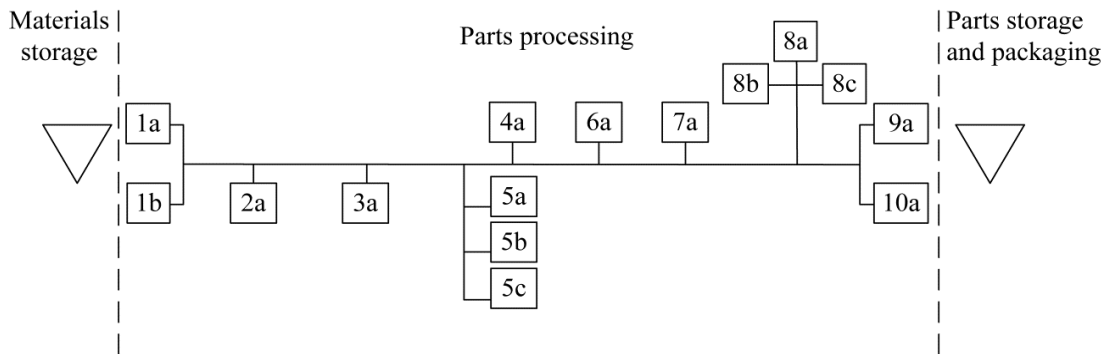 Materials
storage
Parts processing
Parts storage
and packaging
8a
8b
8c
1a
4a
6a
7a
9a
1b
2a
3a
5a
10a
5b
5c